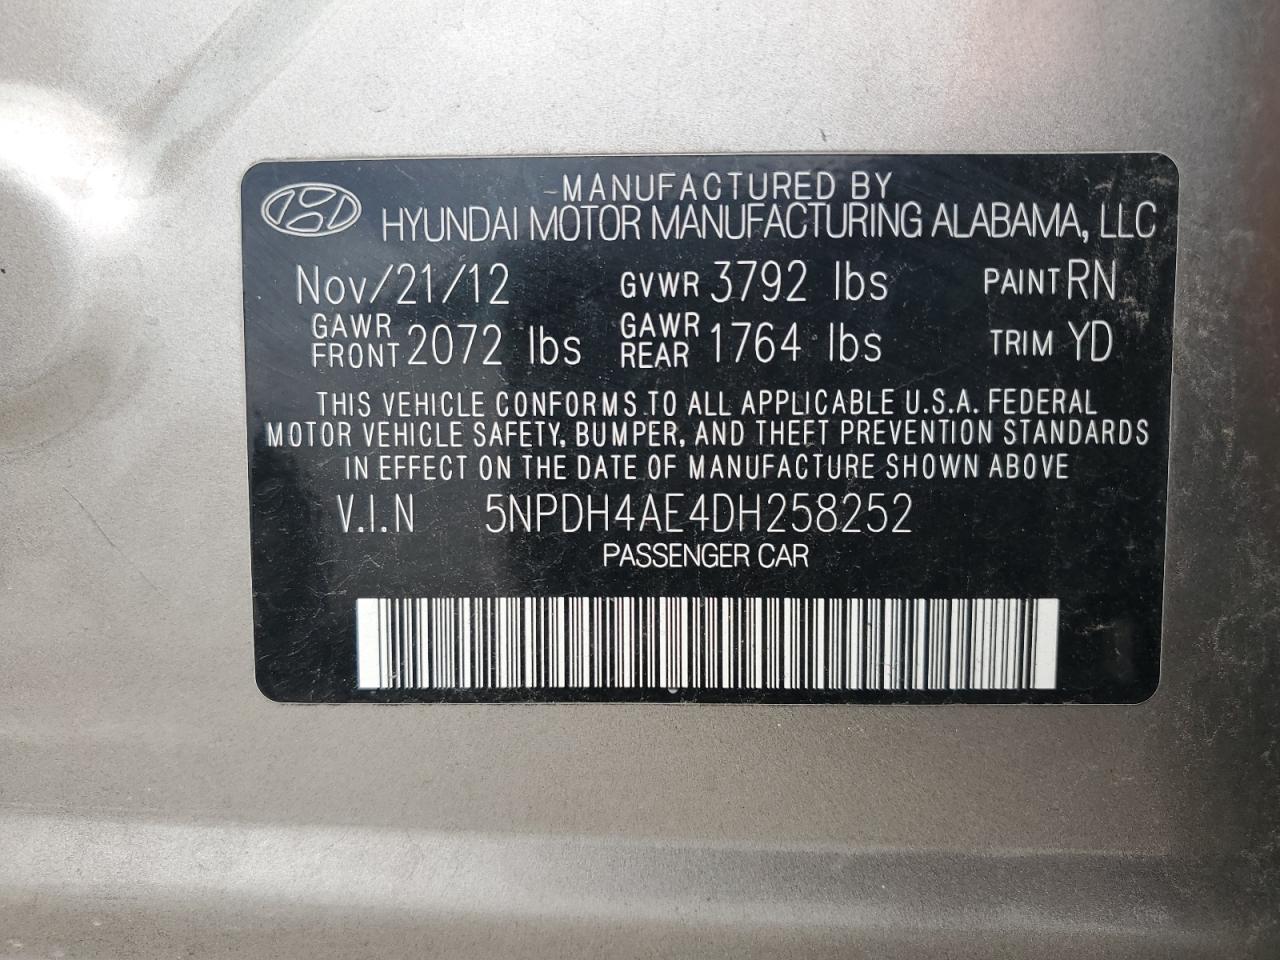 MANUFACTURED BY
HYUNDAI MOTOR MANUFACTURING ALABAMA, LLC
Nov/21/12 GVWR 3792 lbs PAINT RN
GAWR FRONT 2072 lbs GAWR REAR 1764 lbs TRIM YD
THIS VEHICLE CONFORMS TO ALL APPLICABLE U.S.A. FEDERAL
MOTOR VEHICLE SAFETY, BUMPER, AND THEFT PREVENTION STANDARDS
IN EFFECT ON THE DATE OF MANUFACTURE SHOWN ABOVE
V.I.N 5NPDH4AE4DH258252
PASSENGER CAR